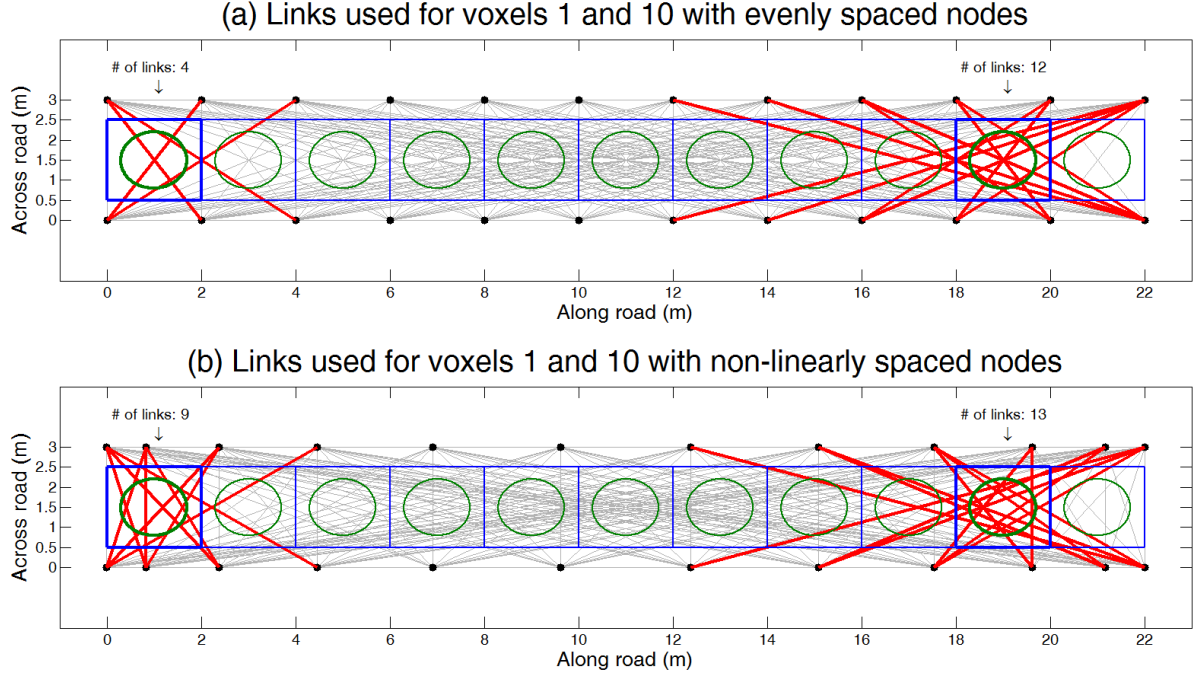 (a) Links used for voxels 1 and 10 with evenly spaced nodes
# of links: 4
↓
# of links: 12
↓
Across road (m)
3
2.5
2
1.5
1
0.5
0
0 2 4 6 8 10 12 14 16 18 20 22
Along road (m)
(b) Links used for voxels 1 and 10 with non-linearly spaced nodes
# of links: 9
↓
# of links: 13
↓
Across road (m)
3
2.5
2
1.5
1
0.5
0
0 2 4 6 8 10 12 14 16 18 20 22
Along road (m)